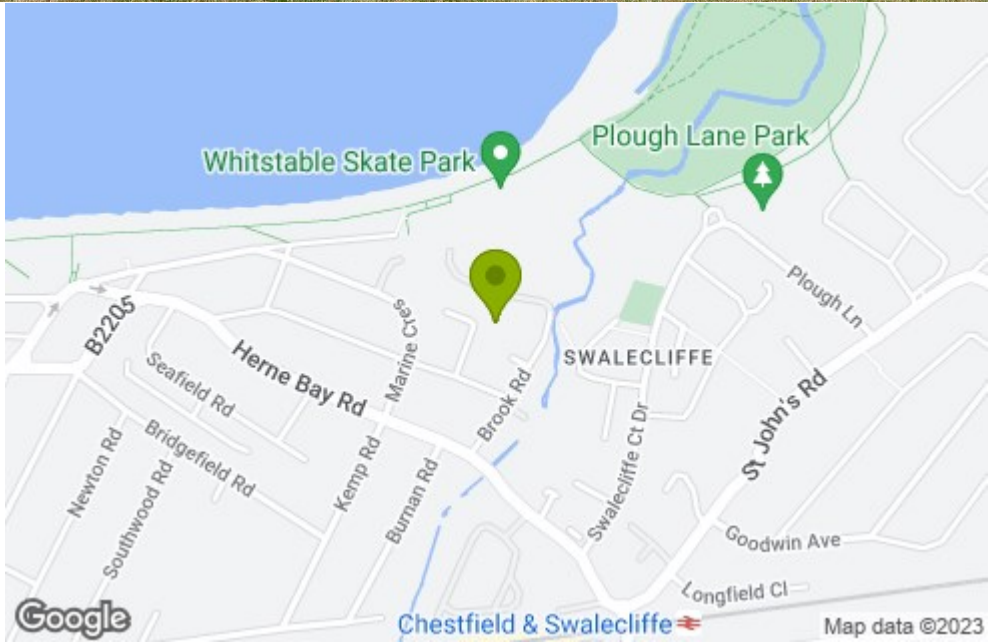 Whitstable Skate Park
Plough Lane Park
Plough Ln
B2205
Marine Cres
Herne Bay Rd
SWALECLIFFE
Seafield Rd
Brook Rd
Bridgefield Rd
Swalecliffe Ct Dr
St John's Rd
Newton Rd
Southwood Rd
Kemp Rd
Burnan Rd
Goodwin Ave
Longfield Cl
Google
Chestfield & Swalecliffe
Map data ©2023